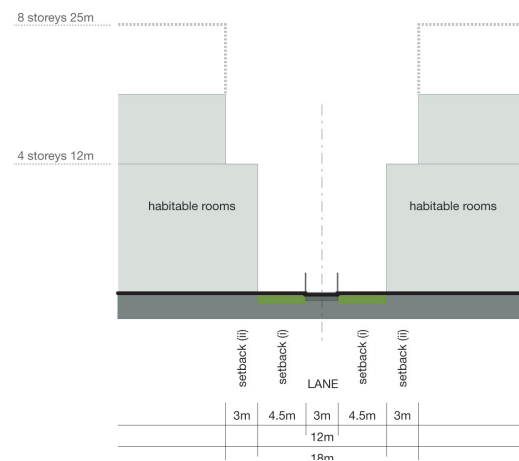 8 storeys 25m
4 storeys 12m
habitable rooms habitable rooms
setback (ii) setback (i) setback (i) setback (ii)
LANE
3m 4.5m 3m 4.5m 3m
12m
18m